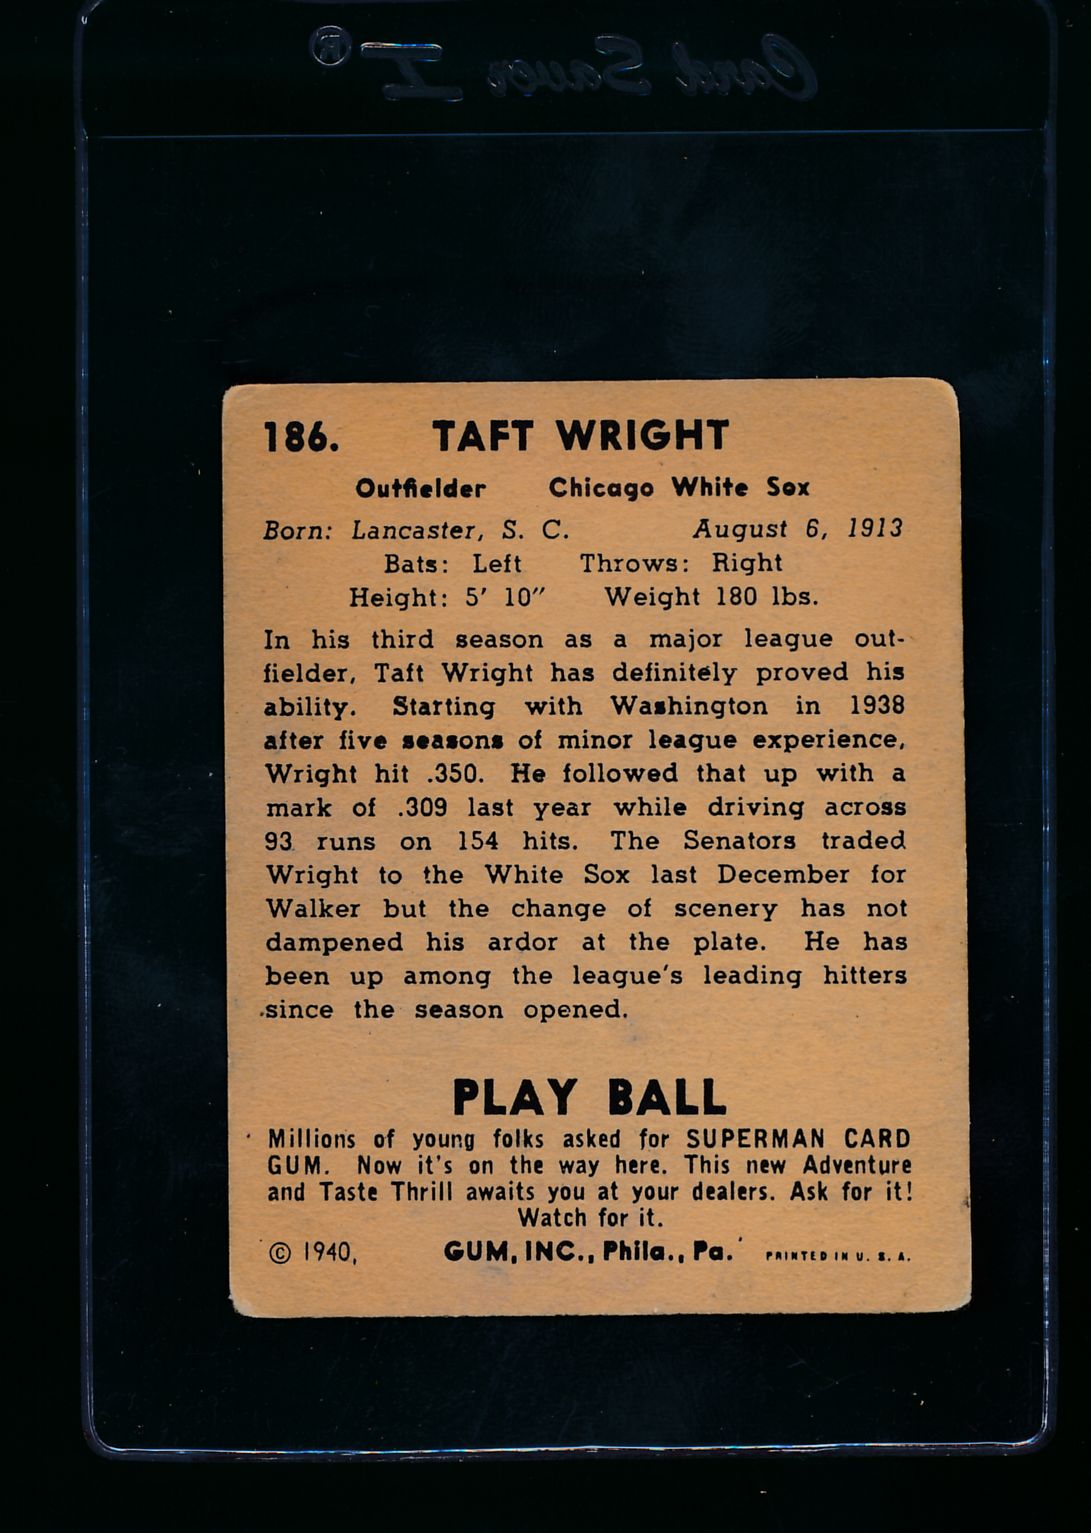 Card Saver I ®
186. TAFT WRIGHT
Outfielder Chicago White Sox
Born: Lancaster, S. C. August 6, 1913
Bats: Left Throws: Right
Height: 5′ 10″ Weight 180 lbs.
In his third season as a major league out-
fielder, Taft Wright has definitely proved his
ability. Starting with Washington in 1938
after five seasons of minor league experience,
Wright hit .350. He followed that up with a
mark of .309 last year while driving across
93 runs on 154 hits. The Senators traded
Wright to the White Sox last December for
Walker but the change of scenery has not
dampened his ardor at the plate. He has
been up among the league's leading hitters
since the season opened.
PLAY BALL
Millions of young folks asked for SUPERMAN CARD
GUM. Now it's on the way here. This new Adventure
and Taste Thrill awaits you at your dealers. Ask for it!
Watch for it.
© 1940, GUM, INC., Phila., Pa. PRINTED IN U. S. A.